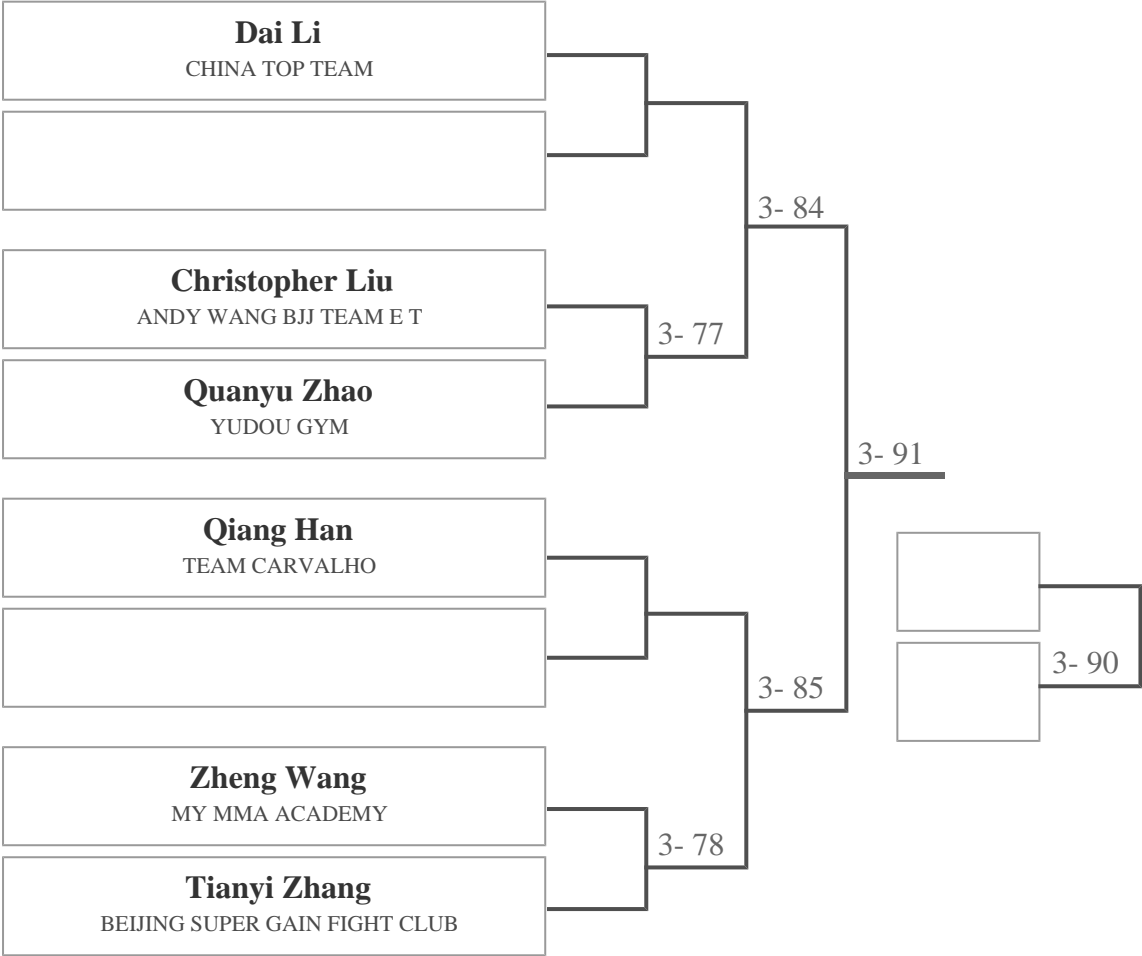 Dai Li
CHINA TOP TEAM
3- 84
Christopher Liu
ANDY WANG BJJ TEAM E T
3- 77
Quanyu Zhao
YUDOU GYM
3- 91
Qiang Han
TEAM CARVALHO
3- 90
3- 85
Zheng Wang
MY MMA ACADEMY
3- 78
Tianyi Zhang
BEIJING SUPER GAIN FIGHT CLUB